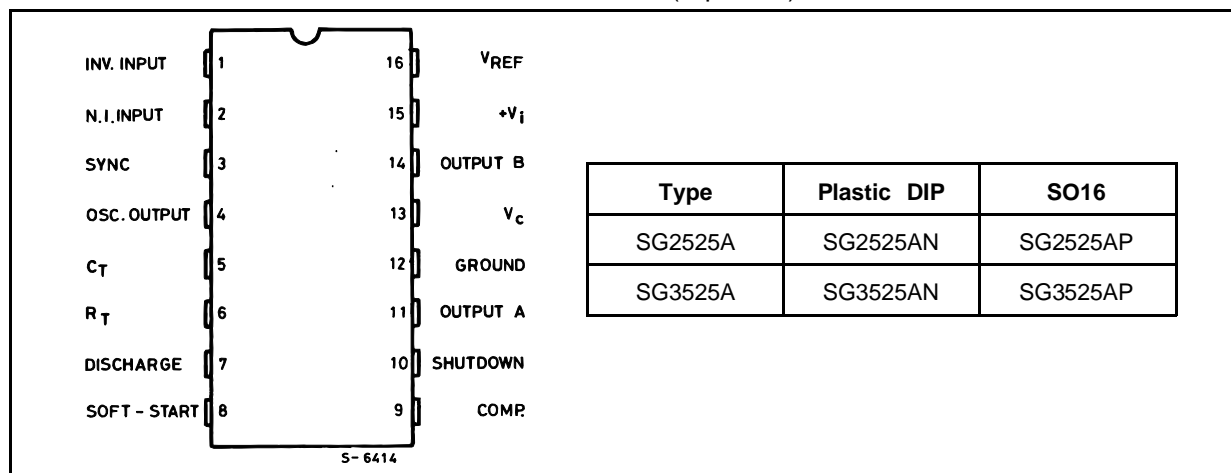 INV. INPUT 1 16 VREF
N.I. INPUT 2 15 +Vi
SYNC 3 14 OUTPUT B
OSC. OUTPUT 4 13 Vc
CT 5 12 GROUND
RT 6 11 OUTPUT A
DISCHARGE 7 10 SHUTDOWN
SOFT - START 8 9 COMP.
S- 6414
Type Plastic DIP SO16
SG2525A SG2525AN SG2525AP
SG3525A SG3525AN SG3525AP